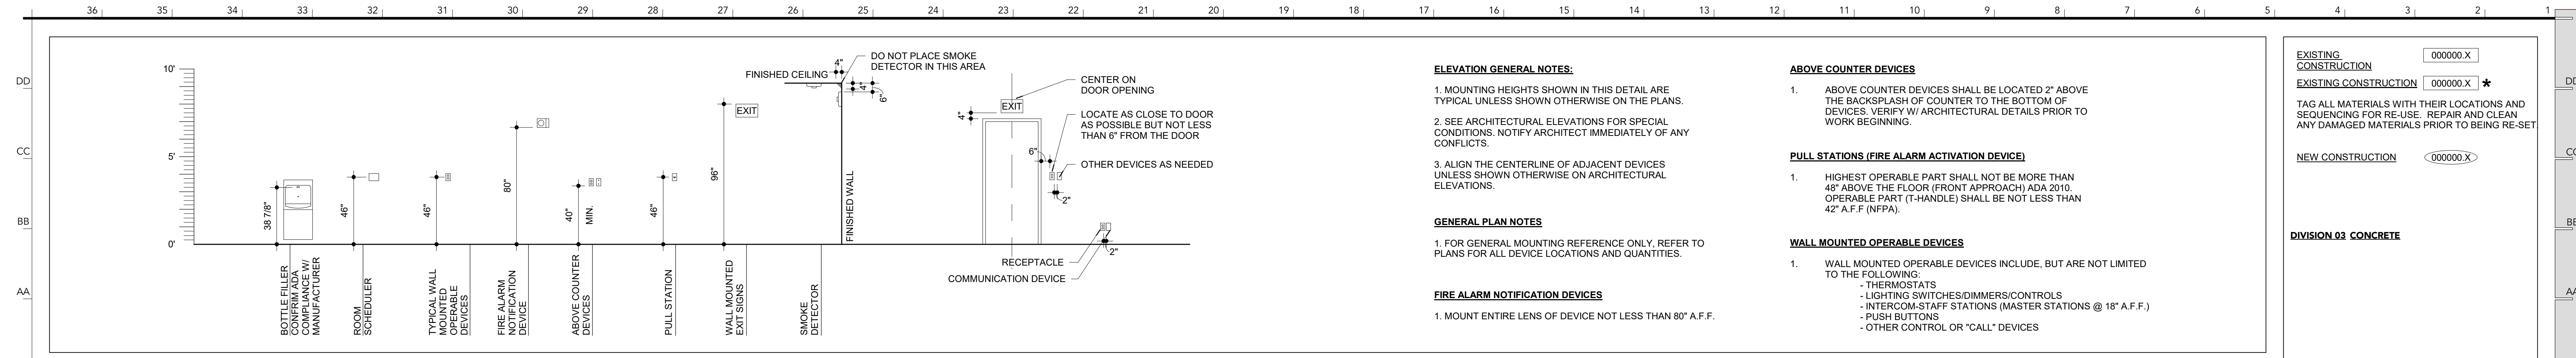 36 35 34 33 32 31 30 29 28 27 26 25 24 23 22 21 20 19 18 17 16 15 14 13 12 11 10 9 8 7 6 5 4 3 2 1
DD
CC
BB
AA
10'
5'
0'
38 7/8"
46"
46"
80"
40"
MIN.
46"
96"
EXIT
FINISHED CEILING
4"
4"
6"
DO NOT PLACE SMOKE
DETECTOR IN THIS AREA
FINISHED WALL
BOTTLE FILLER
CONFRIM ADA
COMPLIANCE W/
MANUFACTURER
ROOM
SCHEDULER
TYPICAL WALL
MOUNTED
OPERABLE
DEVICES
FIRE ALARM
NOTIFICATION
DEVICE
ABOVE COUNTER
DEVICES
PULL STATION
WALL MOUNTED
EXIT SIGNS
SMOKE
DETECTOR
4"
EXIT
6"
2"
2"
CENTER ON
DOOR OPENING
LOCATE AS CLOSE TO DOOR
AS POSSIBLE BUT NOT LESS
THAN 6" FROM THE DOOR
OTHER DEVICES AS NEEDED
RECEPTACLE
COMMUNICATION DEVICE
ELEVATION GENERAL NOTES:
1. MOUNTING HEIGHTS SHOWN IN THIS DETAIL ARE
TYPICAL UNLESS SHOWN OTHERWISE ON THE PLANS.
2. SEE ARCHITECTURAL ELEVATIONS FOR SPECIAL
CONDITIONS. NOTIFY ARCHITECT IMMEDIATELY OF ANY
CONFLICTS.
3. ALIGN THE CENTERLINE OF ADJACENT DEVICES
UNLESS SHOWN OTHERWISE ON ARCHITECTURAL
ELEVATIONS.
GENERAL PLAN NOTES
1. FOR GENERAL MOUNTING REFERENCE ONLY, REFER TO
PLANS FOR ALL DEVICE LOCATIONS AND QUANTITIES.
FIRE ALARM NOTIFICATION DEVICES
1. MOUNT ENTIRE LENS OF DEVICE NOT LESS THAN 80" A.F.F.
ABOVE COUNTER DEVICES
1. ABOVE COUNTER DEVICES SHALL BE LOCATED 2" ABOVE
THE BACKSPLASH OF COUNTER TO THE BOTTOM OF
DEVICES. VERIFY W/ ARCHITECTURAL DETAILS PRIOR TO
WORK BEGINNING.
PULL STATIONS (FIRE ALARM ACTIVATION DEVICE)
1. HIGHEST OPERABLE PART SHALL NOT BE MORE THAN
48" ABOVE THE FLOOR (FRONT APPROACH) ADA 2010.
OPERABLE PART (T-HANDLE) SHALL BE NOT LESS THAN
42" A.F.F (NFPA).
WALL MOUNTED OPERABLE DEVICES
1. WALL MOUNTED OPERABLE DEVICES INCLUDE, BUT ARE NOT LIMITED
TO THE FOLLOWING:
- THERMOSTATS
- LIGHTING SWITCHES/DIMMERS/CONTROLS
- INTERCOM-STAFF STATIONS (MASTER STATIONS @ 18" A.F.F.)
- PUSH BUTTONS
- OTHER CONTROL OR "CALL" DEVICES
EXISTING
CONSTRUCTION
000000.X
EXISTING CONSTRUCTION 000000.X *
TAG ALL MATERIALS WITH THEIR LOCATIONS AND
SEQUENCING FOR RE-USE. REPAIR AND CLEAN
ANY DAMAGED MATERIALS PRIOR TO BEING RE-SET.
NEW CONSTRUCTION 000000.X
DIVISION 03 CONCRETE